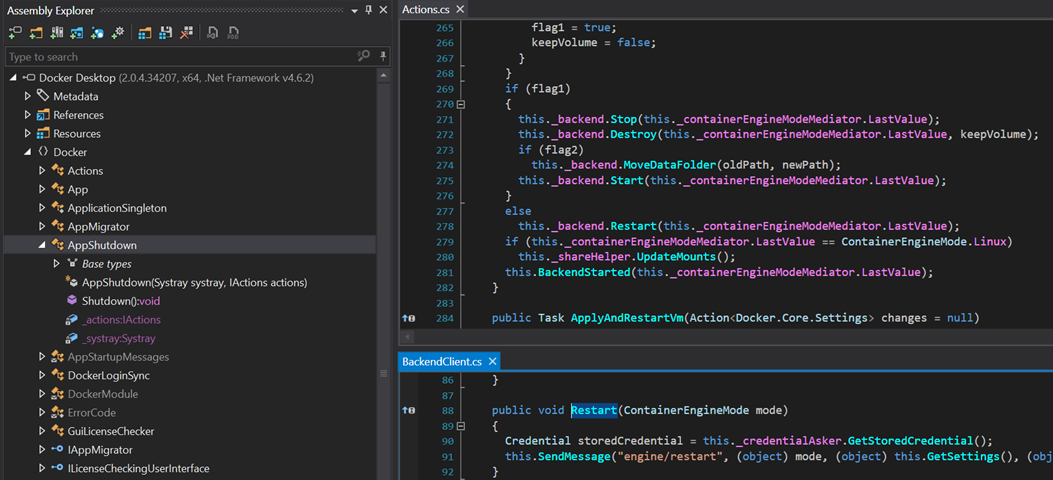 Assembly Explorer
Type to search
Docker Desktop (2.0.4.34207, x64, .Net Framework v4.6.2)
Metadata
References
Resources
Docker
Actions
App
ApplicationSingleton
AppMigrator
AppShutdown
Base types
AppShutdown(Systray systray, IActions actions)
Shutdown():void
_actions:IActions
_systray:Systray
AppStartupMessages
DockerLoginSync
DockerModule
ErrorCode
GuiLicenseChecker
IAppMigrator
ILicenseCheckingUserInterface
Actions.cs
265 flag1 = true;
266 keepVolume = false;
267 }
268 }
269 if (flag1)
270 {
271 this._backend.Stop(this._containerEngineModeMediator.LastValue);
272 this._backend.Destroy(this._containerEngineModeMediator.LastValue, keepVolume);
273 if (flag2)
274 this._backend.MoveDataFolder(oldPath, newPath);
275 this._backend.Start(this._containerEngineModeMediator.LastValue);
276 }
277 else
278 this._backend.Restart(this._containerEngineModeMediator.LastValue);
279 if (this._containerEngineModeMediator.LastValue == ContainerEngineMode.Linux)
280 this._shareHelper.UpdateMounts();
281 this.BackendStarted(this._containerEngineModeMediator.LastValue);
282 }
283
284 public Task ApplyAndRestartVm(Action<Docker.Core.Settings> changes = null)
BackendClient.cs
86 }
87
88 public void Restart(ContainerEngineMode mode)
89 {
90 Credential storedCredential = this._credentialAsker.GetStoredCredential();
91 this.SendMessage("engine/restart", (object) mode, (object) this.GetSettings(), (obj
92 }